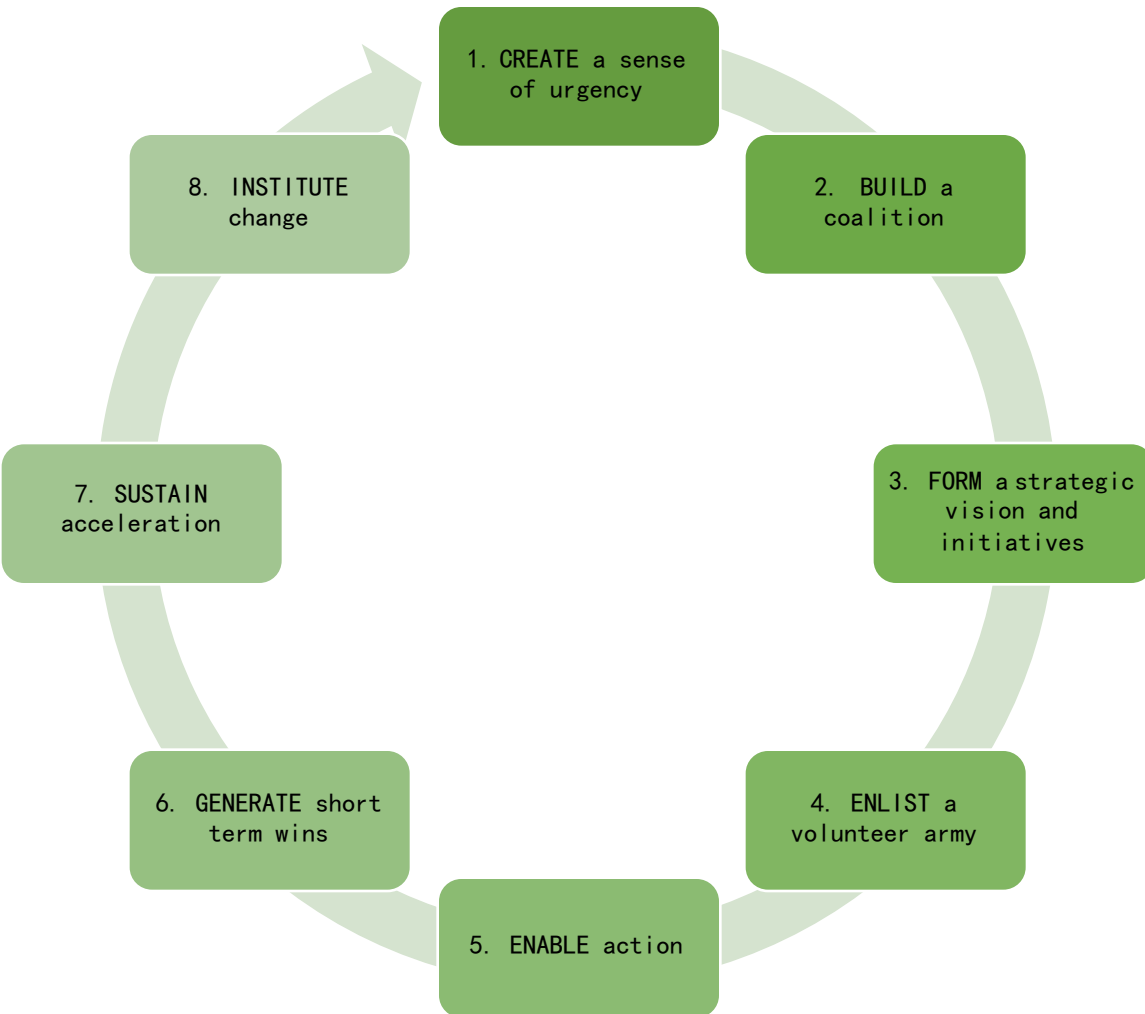 1. CREATE a sense
of urgency
2. BUILD a
coalition
3. FORM a strategic
vision and
initiatives
4. ENLIST a
volunteer army
5. ENABLE action
6. GENERATE short
term wins
7. SUSTAIN
acceleration
8. INSTITUTE
change